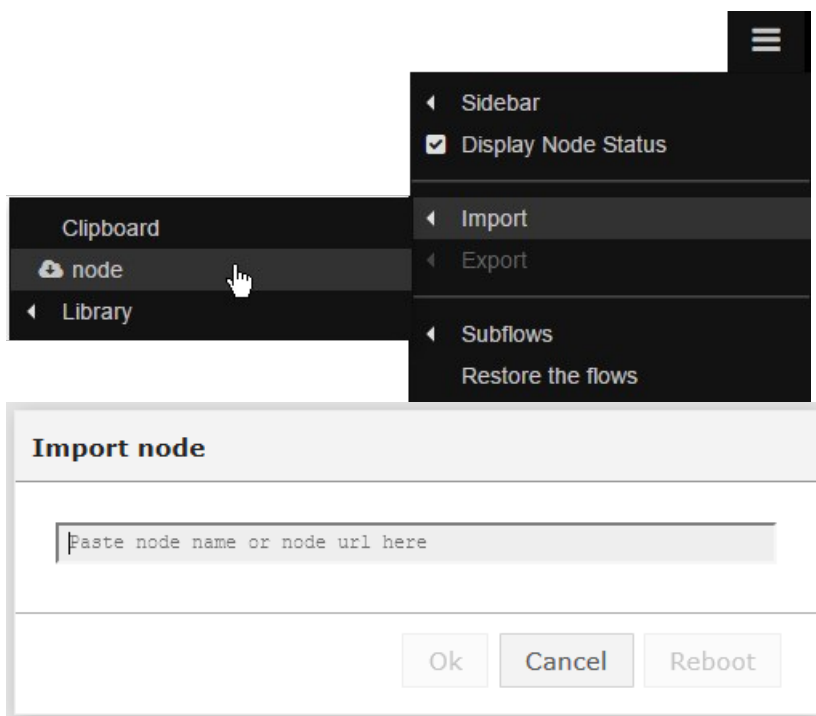 Sidebar
Display Node Status
Import
Export
Clipboard
node
Library
Subflows
Restore the flows
Import node
Paste node name or node url here
Ok
Cancel
Reboot